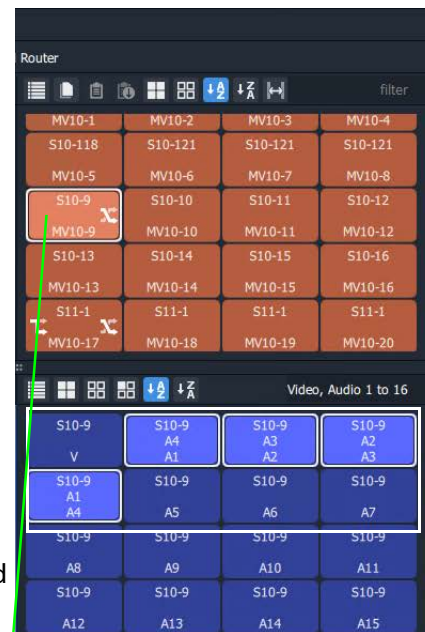 Router
filter
MV10-1 MV10-2 MV10-3 MV10-4
S10-118 S10-121 S10-121 S10-121
MV10-5 MV10-6 MV10-7 MV10-8
S10-9 S10-10 S10-11 S10-12
MV10-9 MV10-10 MV10-11 MV10-12
S10-13 S10-14 S10-15 S10-16
MV10-13 MV10-14 MV10-15 MV10-16
S11-1 S11-1 S11-1 S11-1
MV10-17 MV10-18 MV10-19 MV10-20
Video, Audio 1 to 16
S10-9 S10-9 S10-9 S10-9
A4 A3 A2
V A1 A2 A3
S10-9 S10-9 S10-9 S10-9
A1
A4 A5 A6 A7
S10-9 S10-9 S10-9 S10-9
A8 A9 A10 A11
S10-9 S10-9 S10-9 S10-9
A12 A13 A14 A15